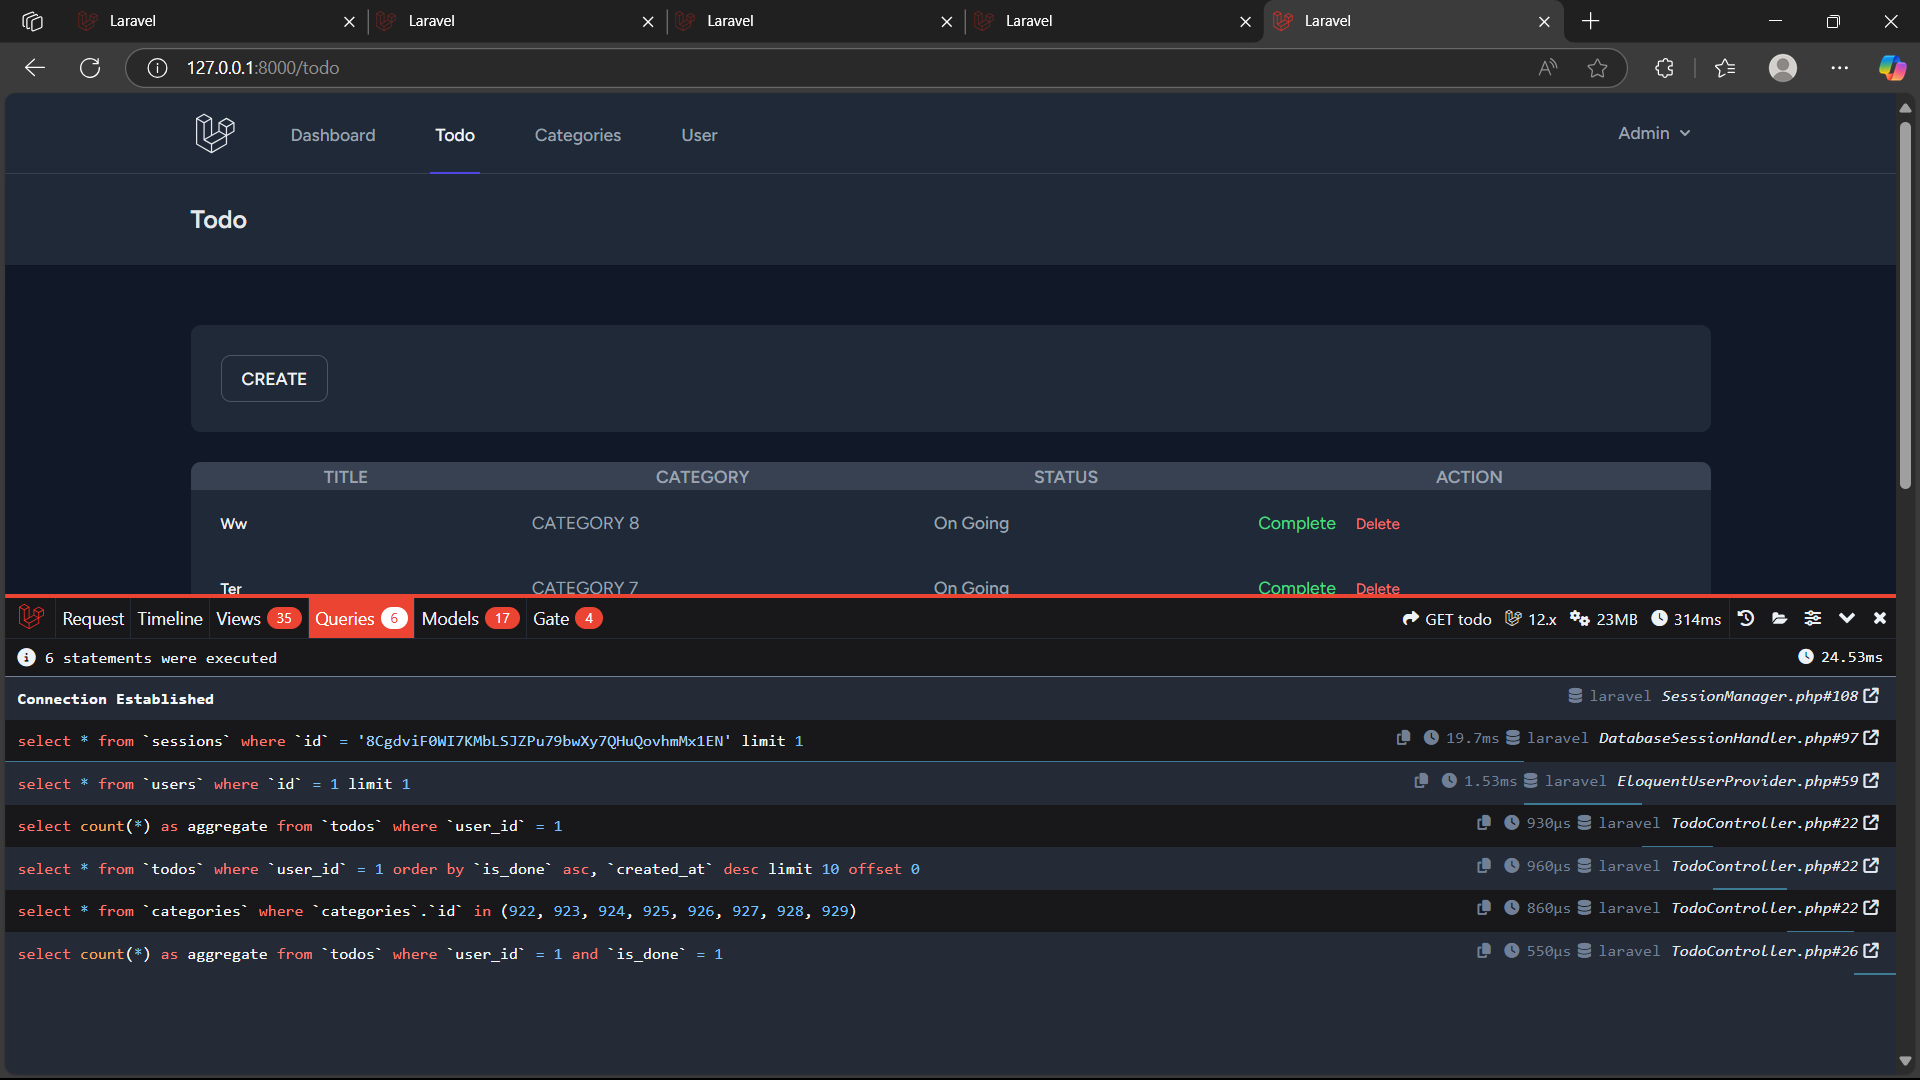 Laravel Laravel Laravel Laravel Laravel
127.0.0.1:8000/todo
Dashboard Todo Categories User Admin
Todo
CREATE
TITLE CATEGORY STATUS ACTION
Ww CATEGORY 8 On Going Complete Delete
Ter CATEGORY 7 On Going Complete Delete
Request Timeline Views 35 Queries 6 Models 17 Gate 4 GET todo 12.x 23MB 314ms
6 statements were executed 24.53ms
Connection Established laravel SessionManager.php#108
select * from `sessions` where `id` = '8CgdviF0WI7KMbLSJZPu79bwXy7QHuQovhmMx1EN' limit 1 19.7ms laravel DatabaseSessionHandler.php#97
select * from `users` where `id` = 1 limit 1 1.53ms laravel EloquentUserProvider.php#59
select count(*) as aggregate from `todos` where `user_id` = 1 930μs laravel TodoController.php#22
select * from `todos` where `user_id` = 1 order by `is_done` asc, `created_at` desc limit 10 offset 0 960μs laravel TodoController.php#22
select * from `categories` where `categories`.`id` in (922, 923, 924, 925, 926, 927, 928, 929) 860μs laravel TodoController.php#22
select count(*) as aggregate from `todos` where `user_id` = 1 and `is_done` = 1 550μs laravel TodoController.php#26